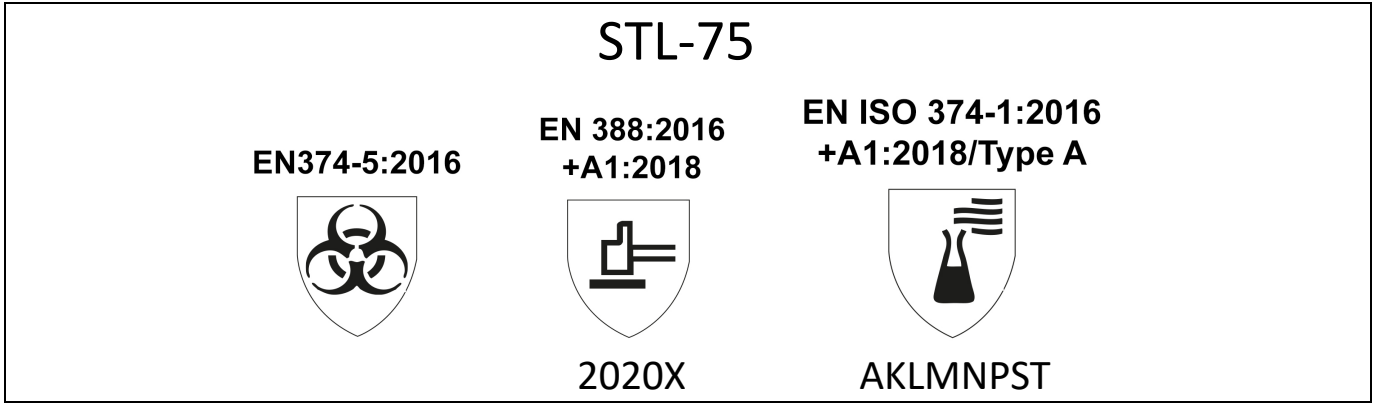 STL-75
EN374-5:2016
EN 388:2016
+A1:2018
EN ISO 374-1:2016
+A1:2018/Type A
2020X
AKLMNPST